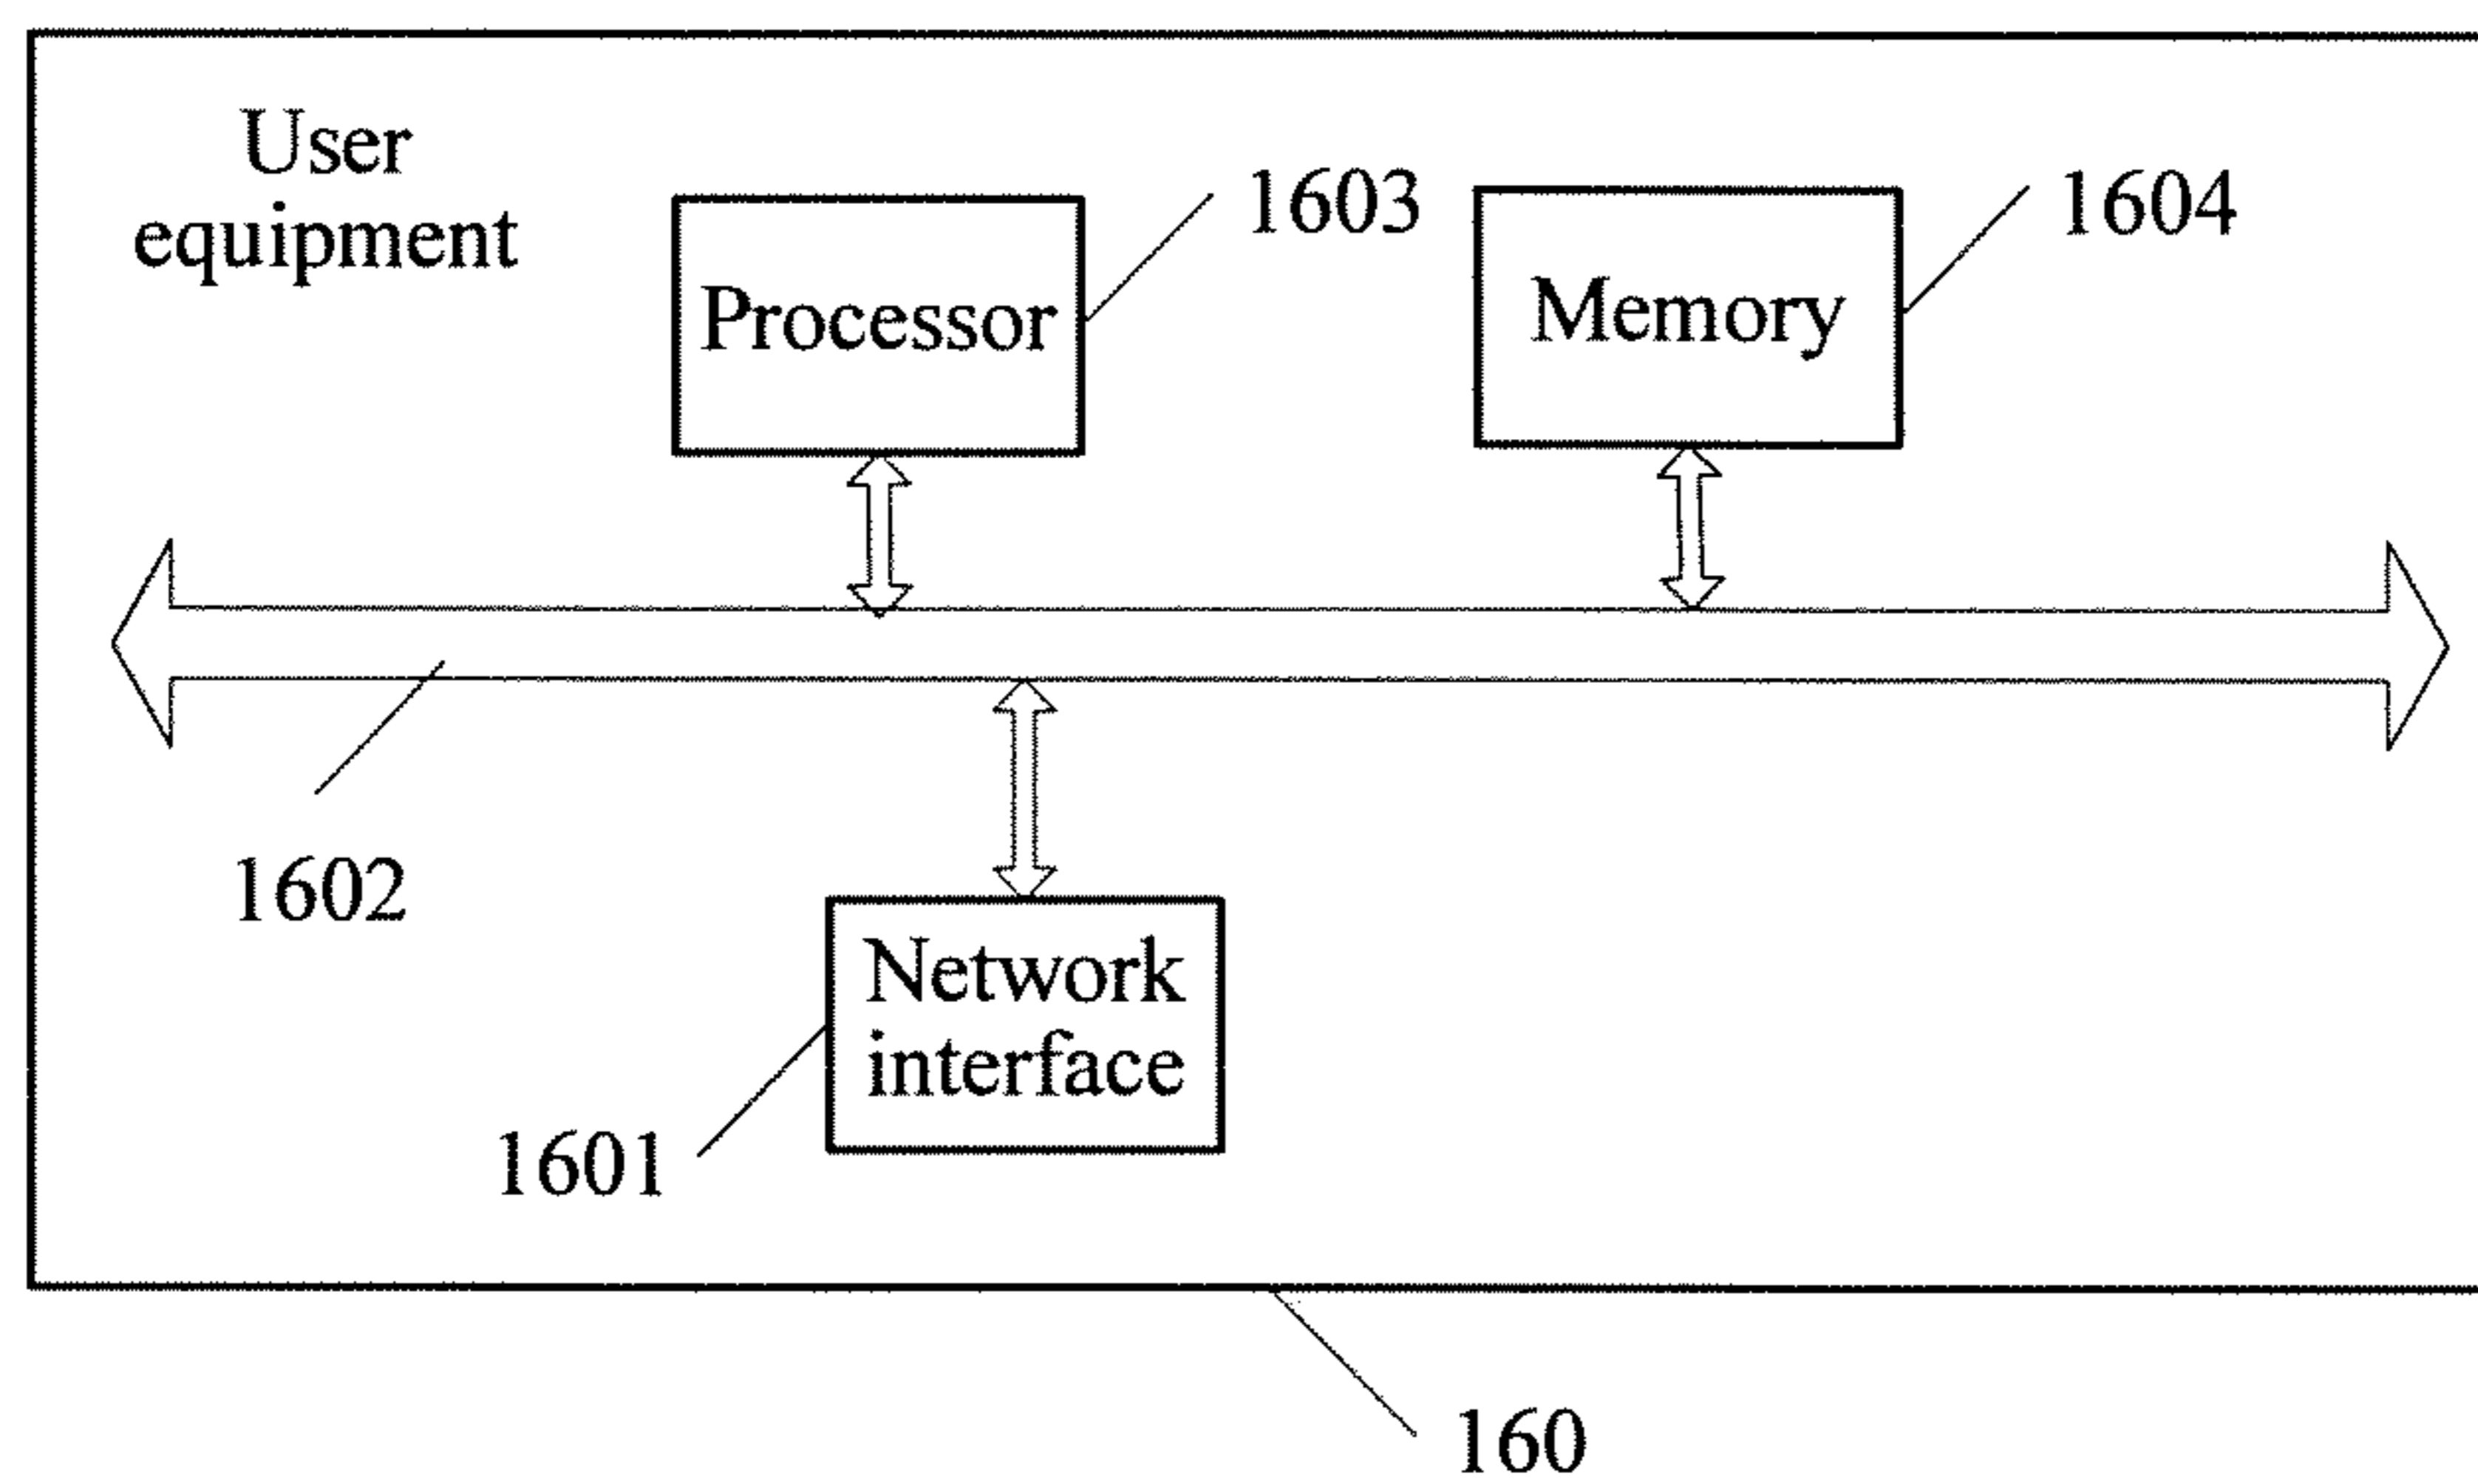 User
equipment
Processor
1603
Memory
1604
1602
Network
interface
1601
160